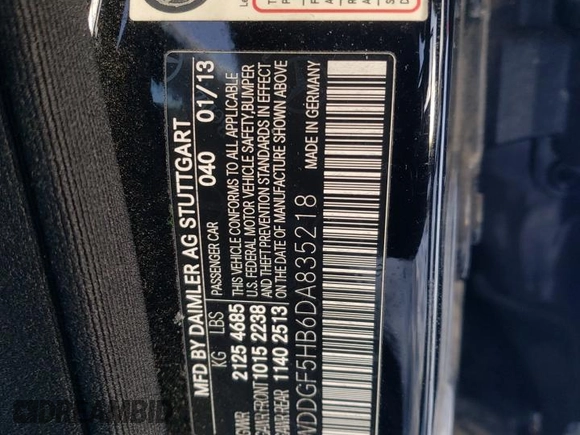 MFD BY DAIMLER AG STUTTGART
040 01/13
PASSENGER CAR
KG LBS
GVWR 2125 4685
GAWR-FRONT 1015 2238
GAWR-REAR 1140 2513
THIS VEHICLE CONFORMS TO ALL APPLICABLE
U.S. FEDERAL MOTOR VEHICLE SAFETY, BUMPER
AND THEFT PREVENTION STANDARDS IN EFFECT
AT DATE OF MANUFACTURE SHOWN ABOVE
MADE IN GERMANY
WDDGF5HB6DA835218
DREAMBID